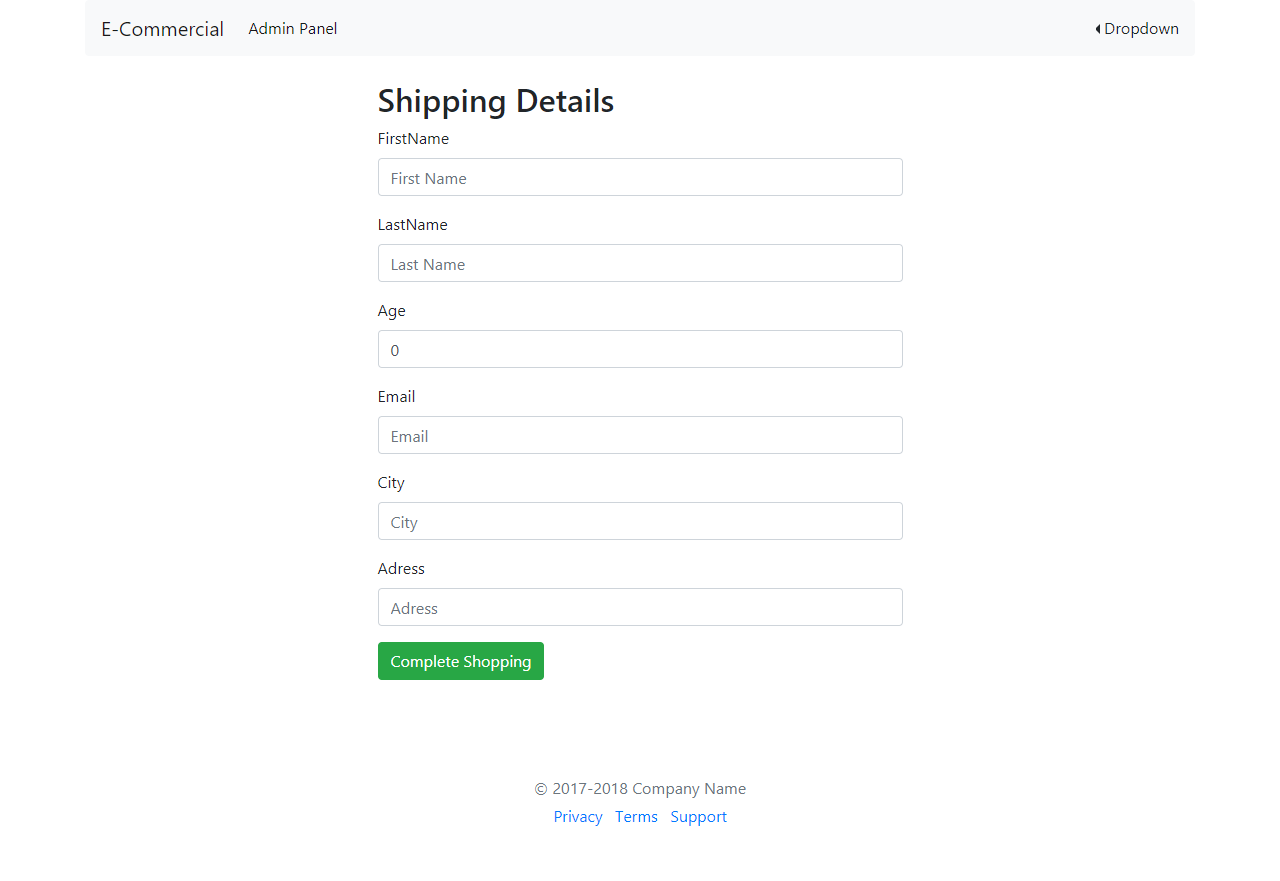 E-Commercial Admin Panel Dropdown
Shipping Details
FirstName
First Name
LastName
Last Name
Age
0
Email
Email
City
City
Adress
Adress
Complete Shopping
© 2017-2018 Company Name
Privacy Terms Support